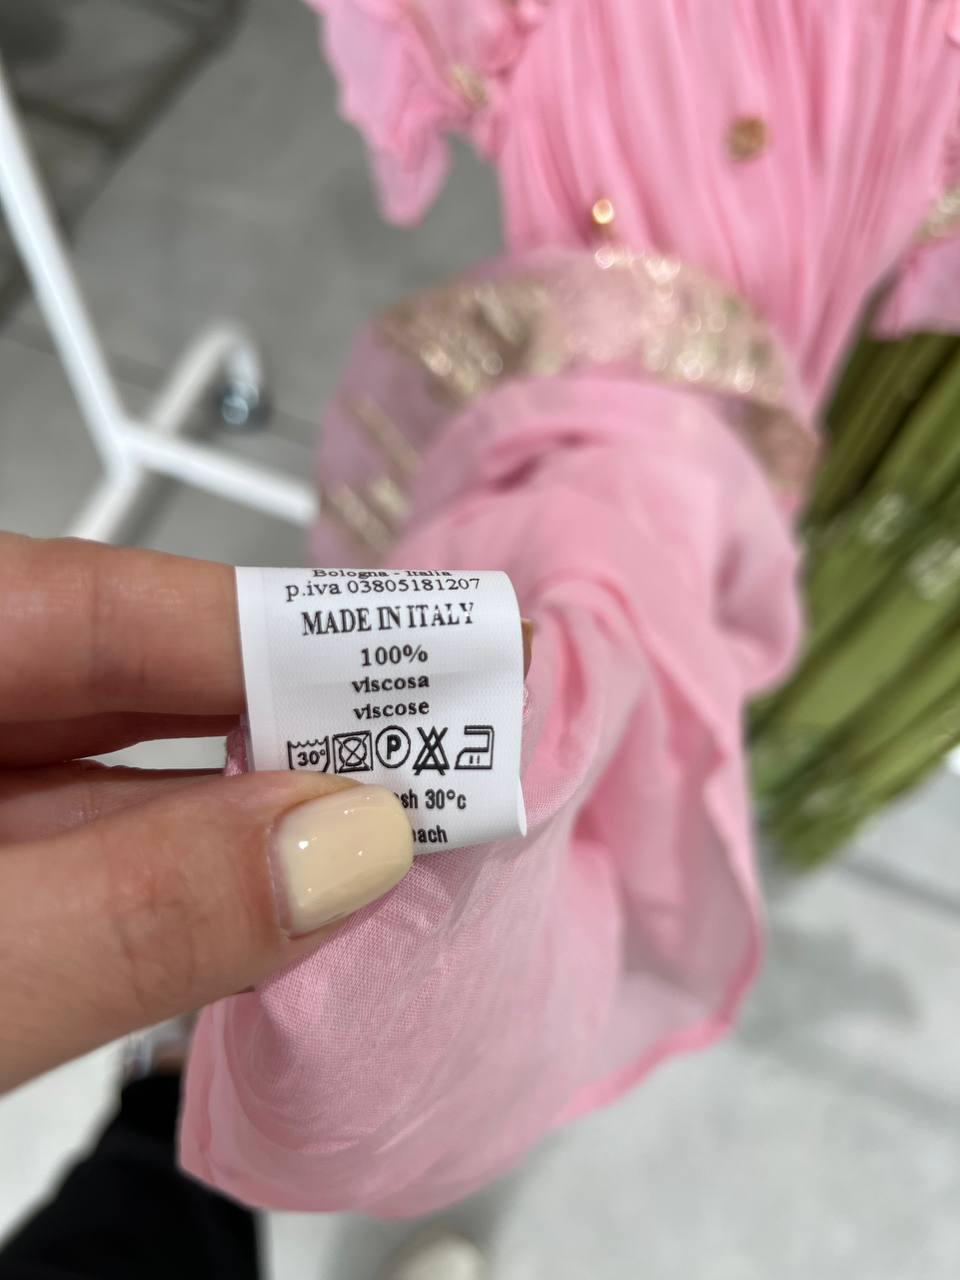 Bologna - Italia
p.iva 03805181207
MADE IN ITALY
100%
viscosa
viscose
30° P
sh 30°c
ach